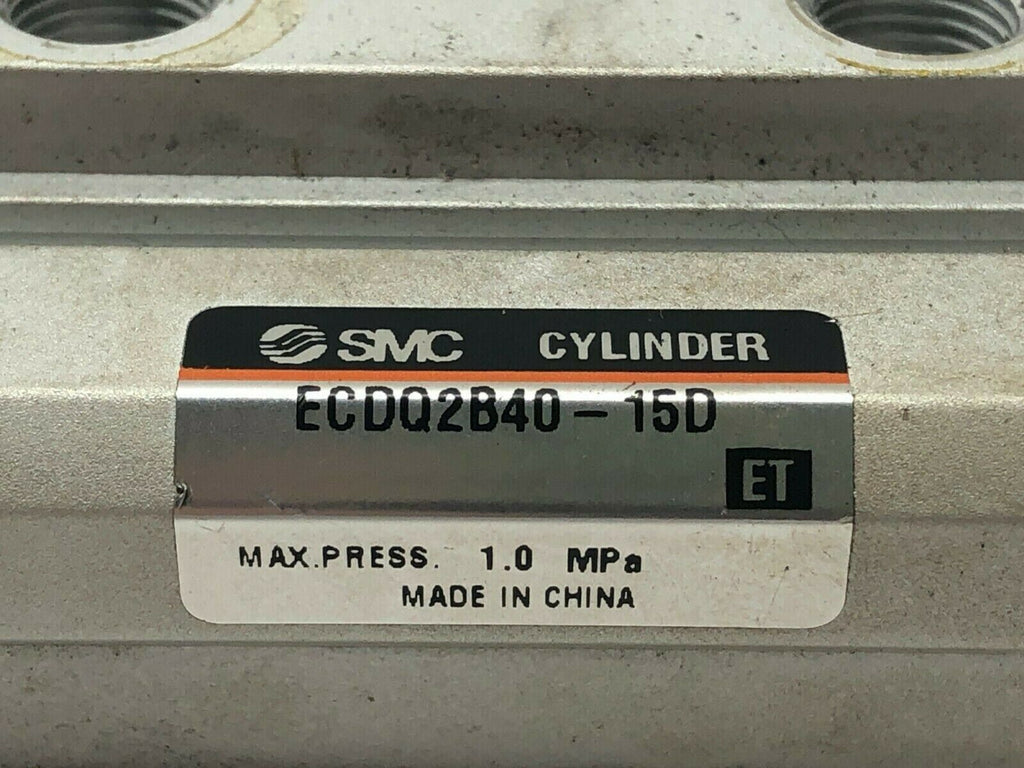 SMC CYLINDER
ECDQ2B40-15D
ET
MAX.PRESS. 1.0 MPa
MADE IN CHINA